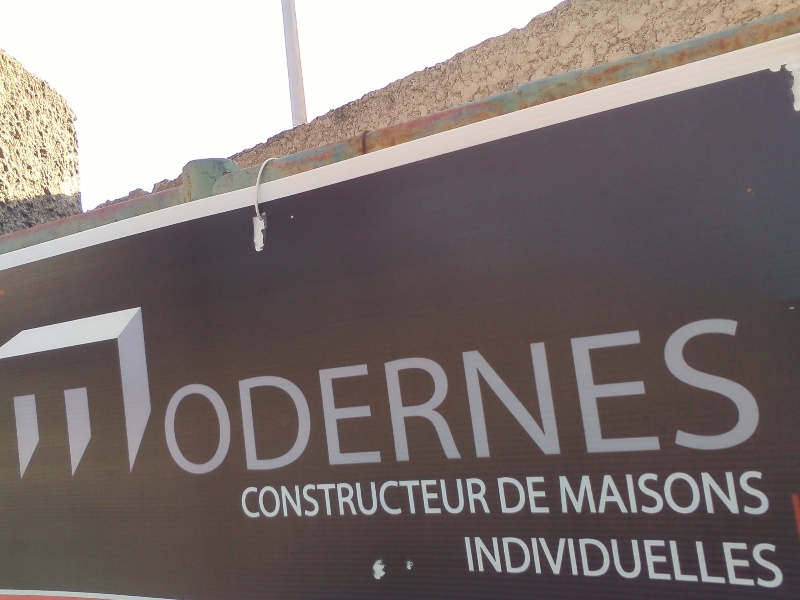 MODERNES
CONSTRUCTEUR DE MAISONS
INDIVIDUELLES